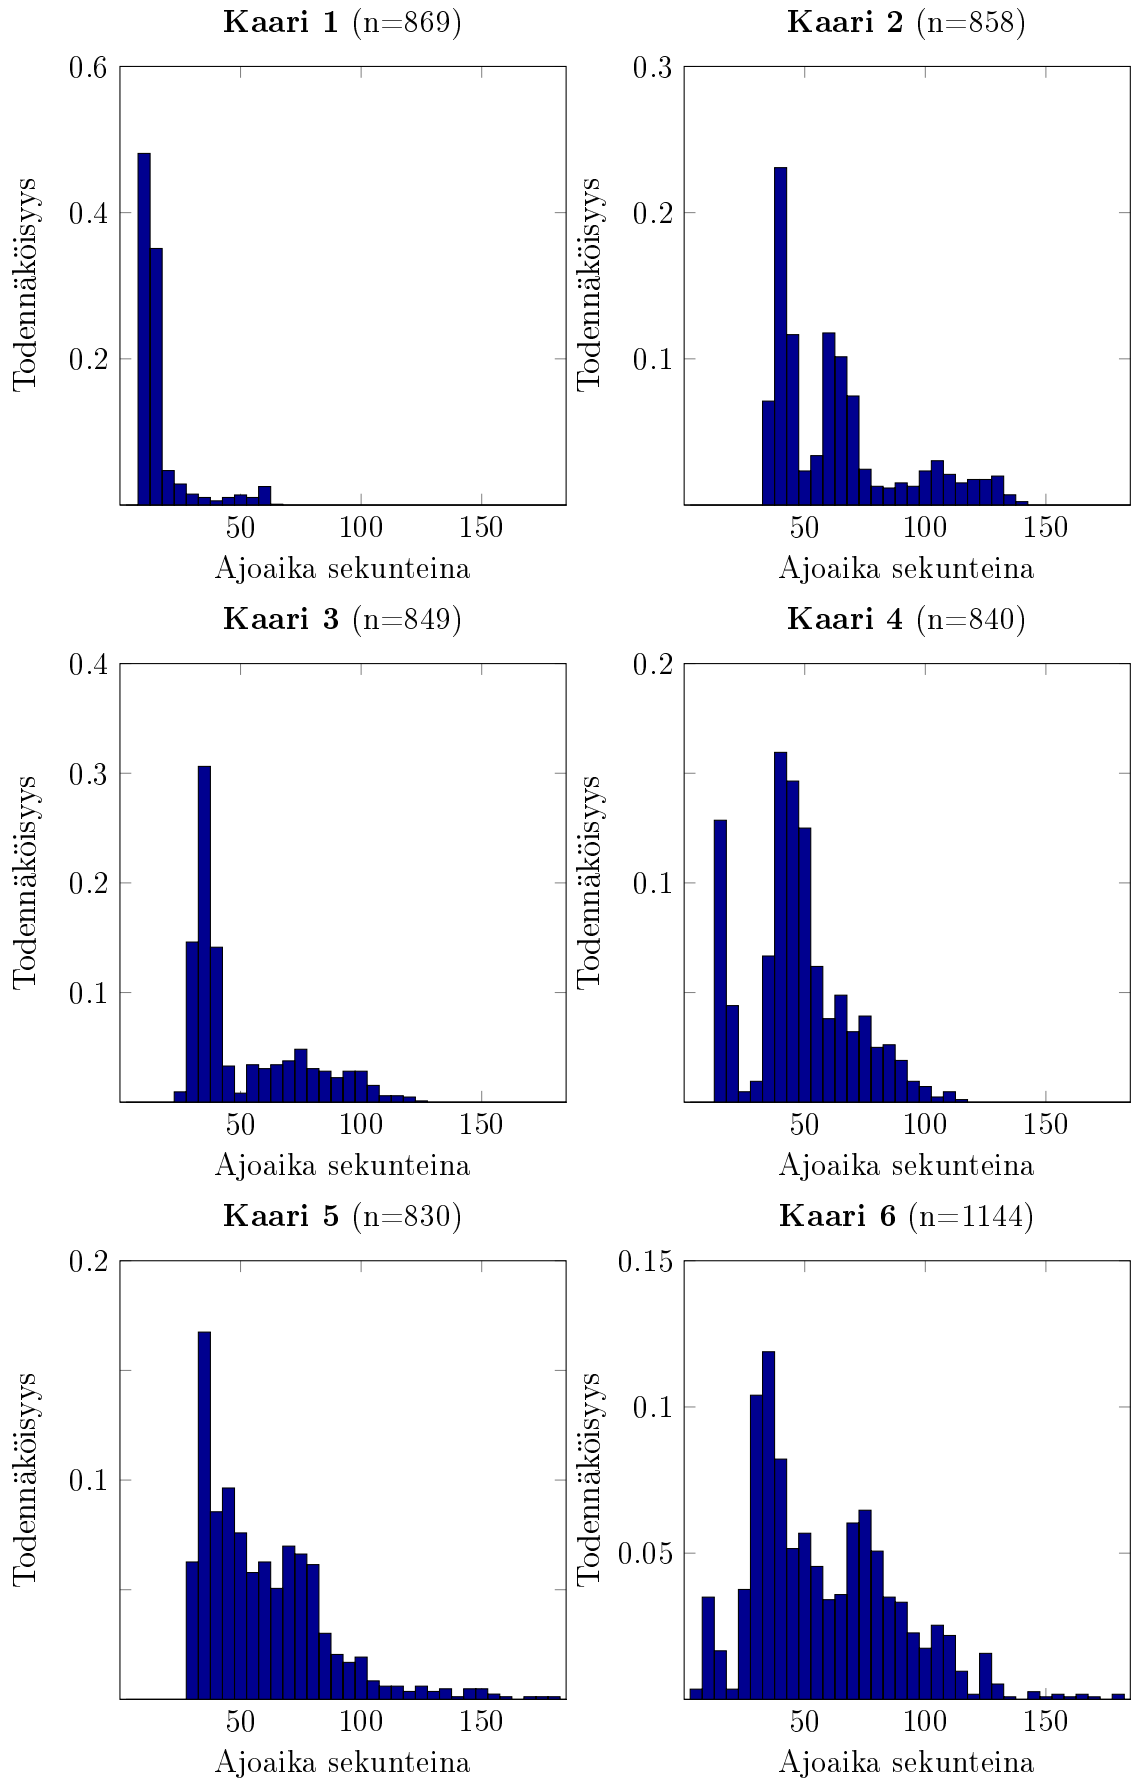 Kaari 1 (n=869)
0.6
0.4
0.2
Todennäköisyys
50 100 150
Ajoaika sekunteina
Kaari 2 (n=858)
0.3
0.2
0.1
Todennäköisyys
50 100 150
Ajoaika sekunteina
Kaari 3 (n=849)
0.4
0.3
0.2
0.1
Todennäköisyys
50 100 150
Ajoaika sekunteina
Kaari 4 (n=840)
0.2
0.1
Todennäköisyys
50 100 150
Ajoaika sekunteina
Kaari 5 (n=830)
0.2
0.1
Todennäköisyys
50 100 150
Ajoaika sekunteina
Kaari 6 (n=1144)
0.15
0.1
0.05
Todennäköisyys
50 100 150
Ajoaika sekunteina